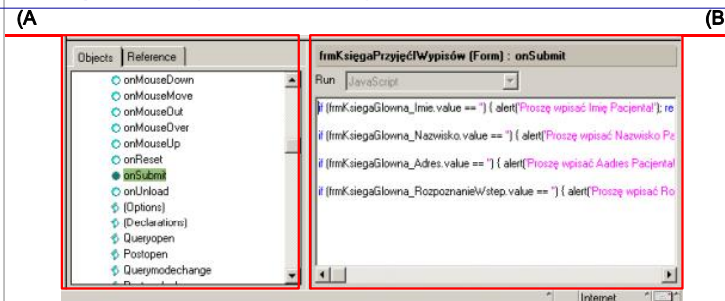 (A
(B
Objects Reference
onMouseDown
onMouseMove
onMouseOut
onMouseOver
onMouseUp
onReset
onSubmit
onUnload
(Options)
(Declarations)
Queryopen
Postopen
Querymodechange
frmKsięgaPrzyjęćIWypisów (Form) : onSubmit
Run JavaScript
if (frmKsiegaGlowna_Imie.value == '') { alert('Proszę wpisać Imię Pacjenta!'); re
if (frmKsiegaGlowna_Nazwisko.value == '') { alert('Proszę wpisać Nazwisko Pa
if (frmKsiegaGlowna_Adres.value == '') { alert('Proszę wpisać Aadres Pacjenta!
if (frmKsiegaGlowna_RozpoznanieWstep.value == '') { alert('Proszę wpisać Ro
Internet